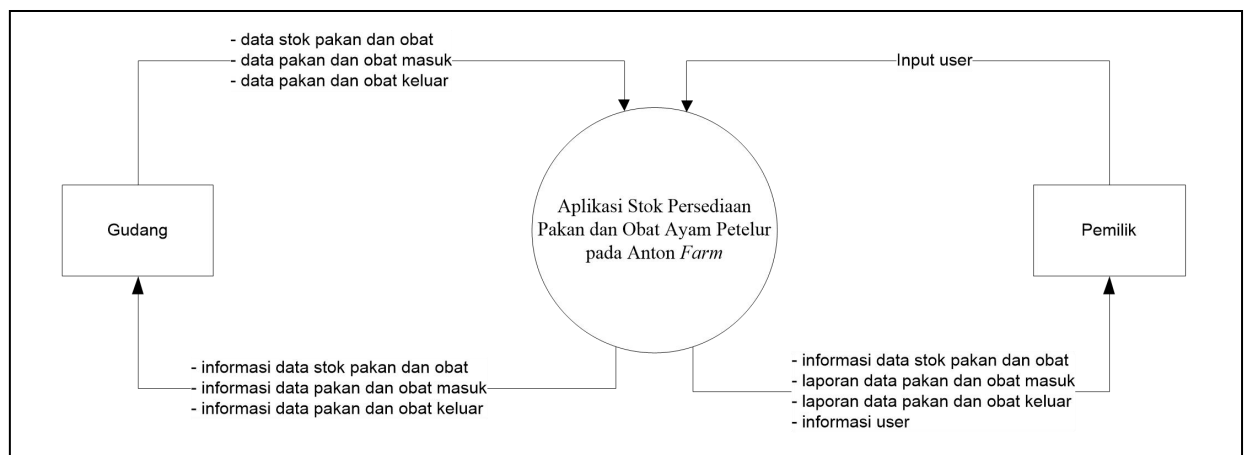 - data stok pakan dan obat
- data pakan dan obat masuk
- data pakan dan obat keluar
Input user
Gudang
Aplikasi Stok Persediaan
Pakan dan Obat Ayam Petelur
pada Anton Farm
Pemilik
- informasi data stok pakan dan obat
- informasi data pakan dan obat masuk
- informasi data pakan dan obat keluar
- informasi data stok pakan dan obat
- laporan data pakan dan obat masuk
- laporan data pakan dan obat keluar
- informasi user